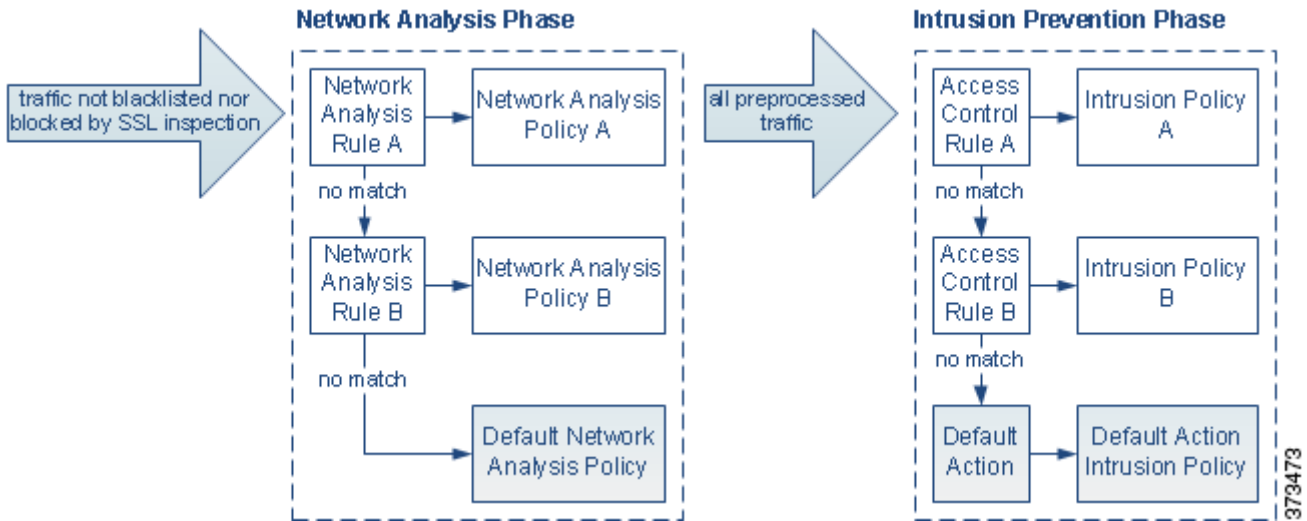 Network Analysis Phase
Intrusion Prevention Phase
traffic not blacklisted nor
blocked by SSL inspection
Network
Analysis
Rule A
Network Analysis
Policy A
no match
Network
Analysis
Rule B
Network Analysis
Policy B
no match
Default Network
Analysis Policy
all preprocessed
traffic
Access
Control
Rule A
Intrusion Policy
A
no match
Access
Control
Rule B
Intrusion Policy
B
no match
Default
Action
Default Action
Intrusion Policy
373473